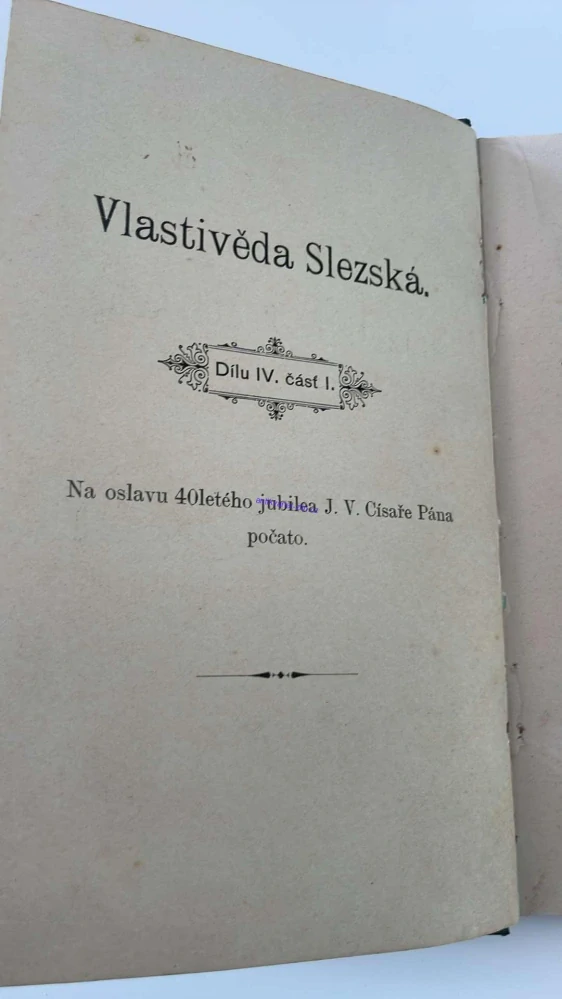 Vlastivěda Slezská.
Dílu IV. část I.
Na oslavu 40letého jubilea J. V. Císaře Pána
počato.